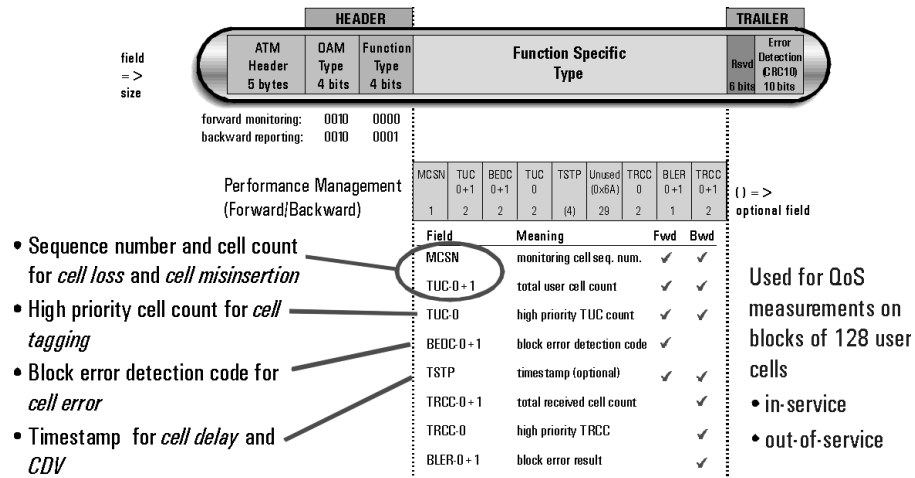 HEADER
TRAILER
field
= >
size
ATM
Header
5 bytes
OAM
Type
4 bits
Function
Type
4 bits
Function Specific
Type
Rsvd
6 bits
Error
Detection
(CRC10)
10 bits
forward monitoring: 0010 0000
backward reporting: 0010 0001
Performance Management
(Forward/Backward)
MCSN
1
TUC
0+1
2
BEDC
0+1
2
TUC
0
2
TSTP
(4)
Unused
(0x6A)
29
TRCC
0
2
BLER
0+1
1
TRCC
0+1
2
( ) = >
optional field
Field Meaning Fwd Bwd
MCSN monitoring cell seq. num. ✓ ✓
TUC-0+1 total user cell count ✓ ✓
TUC-0 high priority TUC count ✓ ✓
BEDC-0+1 block error detection code ✓
TSTP timestamp (optional) ✓ ✓
TRCC-0+1 total received cell count ✓
TRCC-0 high priority TRCC ✓
BLER-0+1 block error result ✓
• Sequence number and cell count
for cell loss and cell misinsertion
• High priority cell count for cell
tagging
• Block error detection code for
cell error
• Timestamp for cell delay and
CDV
Used for QoS
measurements on
blocks of 128 user
cells
• in-service
• out-of-service